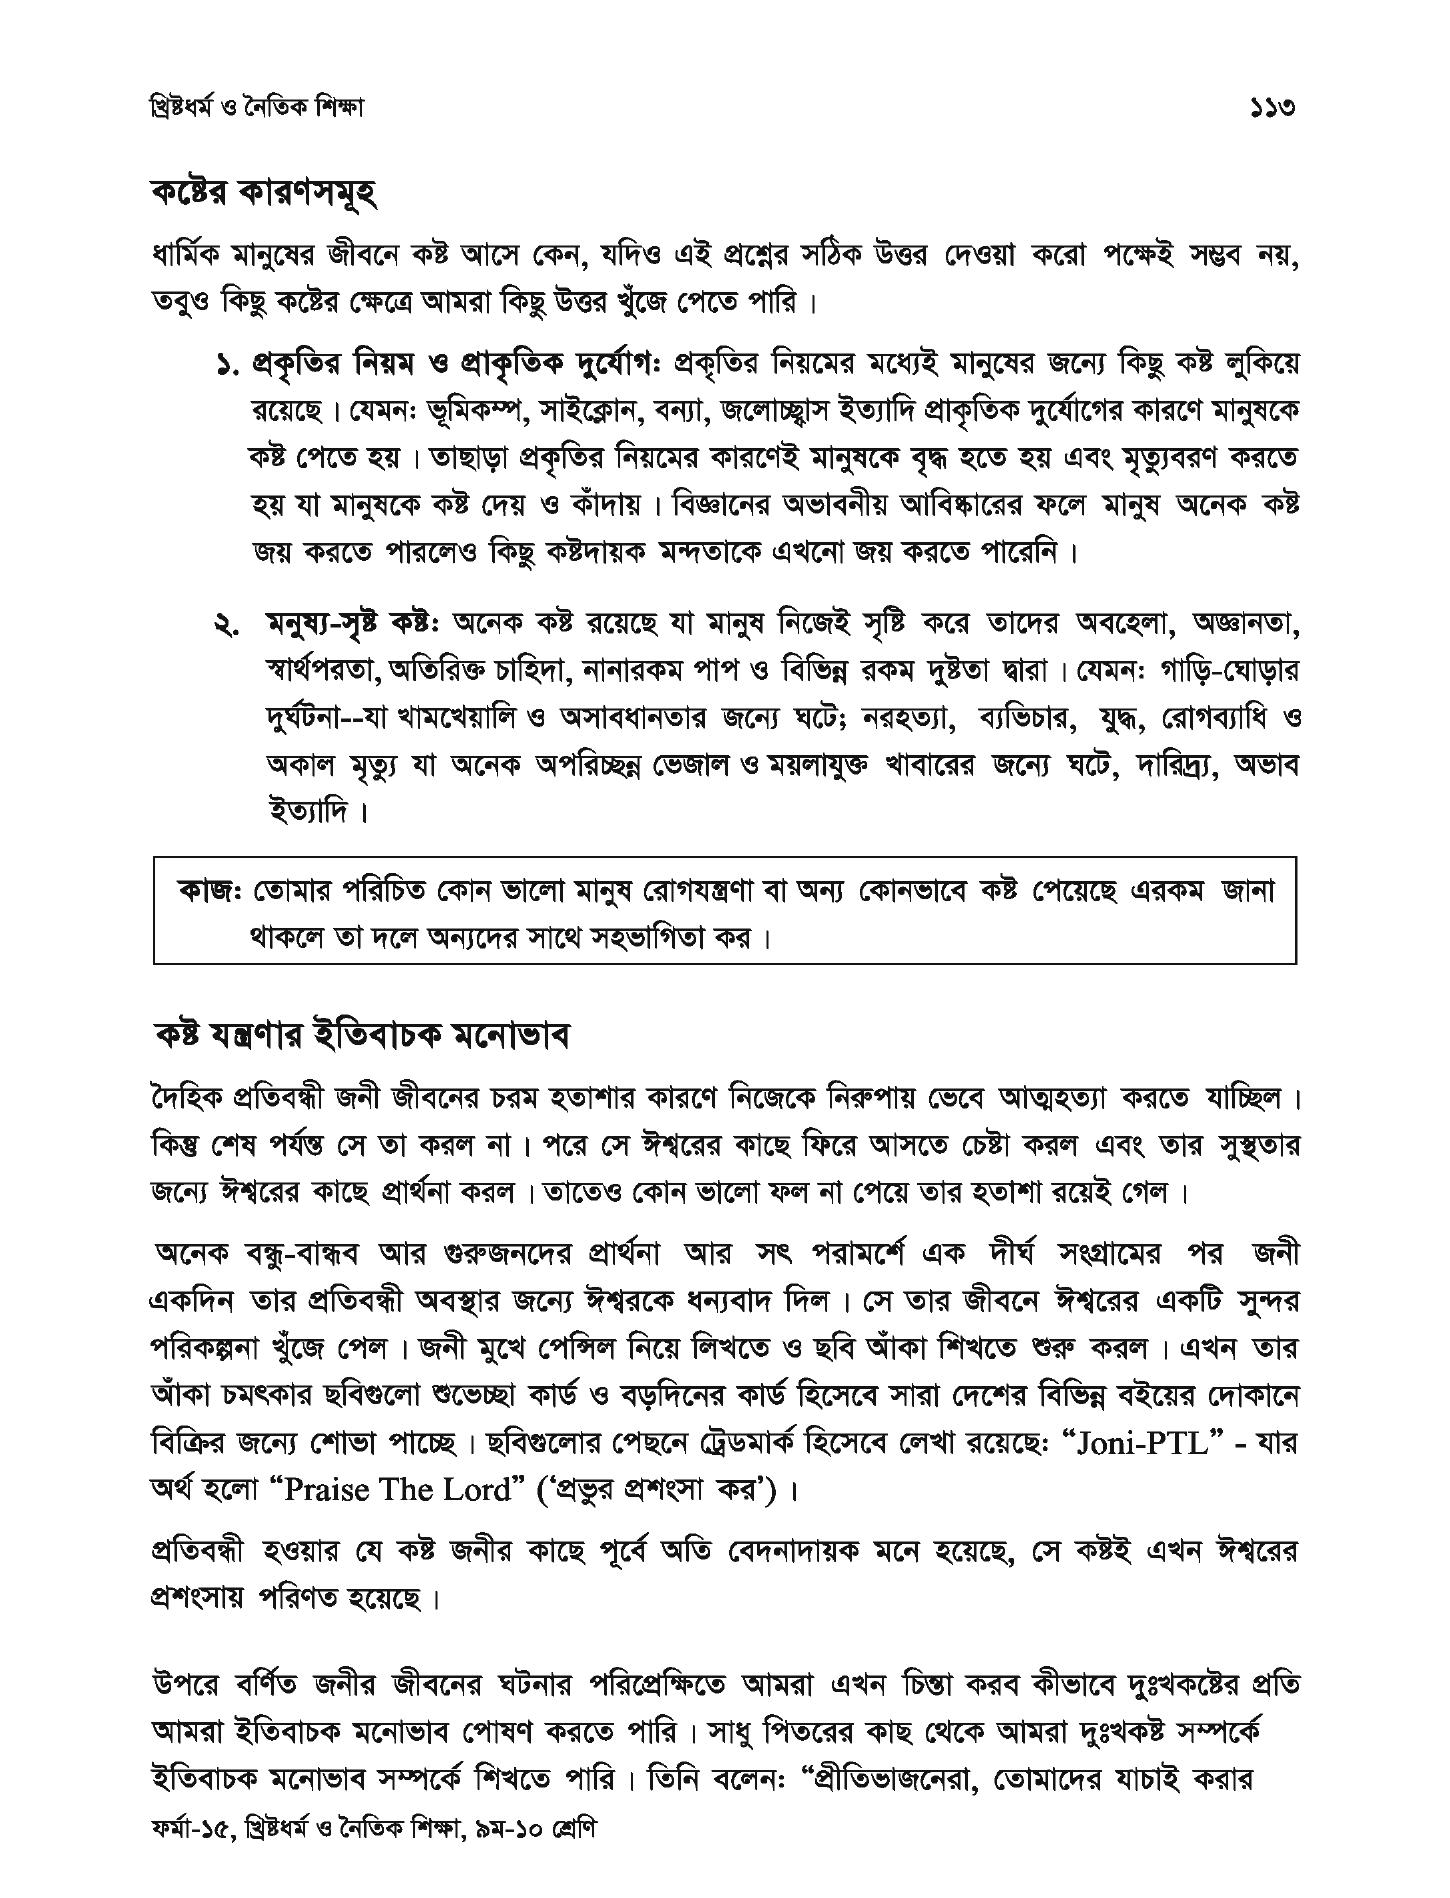 খ্রিষ্টধর্ম ও নৈতিক শিক্ষা ১১৩
কষ্টের কারণসমূহ
ধার্মিক মানুষের জীবনে কষ্ট আসে কেন, যদিও এই প্রশ্নের সঠিক উত্তর দেওয়া করো পক্ষেই সম্ভব নয়,
তবুও কিছু কষ্টের ক্ষেত্রে আমরা কিছু উত্তর খুঁজে পেতে পারি।
১. প্রকৃতির নিয়ম ও প্রাকৃতিক দুর্যোগ: প্রকৃতির নিয়মের মধ্যেই মানুষের জন্যে কিছু কষ্ট লুকিয়ে
রয়েছে। যেমন: ভূমিকম্প, সাইক্লোন, বন্যা, জলোচ্ছ্বাস ইত্যাদি প্রাকৃতিক দুর্যোগের কারণে মানুষকে
কষ্ট পেতে হয়। তাছাড়া প্রকৃতির নিয়মের কারণেই মানুষকে বৃদ্ধ হতে হয় এবং মৃত্যুবরণ করতে
হয় যা মানুষকে কষ্ট দেয় ও কাঁদায়। বিজ্ঞানের অভাবনীয় আবিষ্কারের ফলে মানুষ অনেক কষ্ট
জয় করতে পারলেও কিছু কষ্টদায়ক মন্দতাকে এখনো জয় করতে পারেনি।
২. মনুষ্য-সৃষ্ট কষ্ট: অনেক কষ্ট রয়েছে যা মানুষ নিজেই সৃষ্টি করে তাদের অবহেলা, অজ্ঞানতা,
স্বার্থপরতা, অতিরিক্ত চাহিদা, নানারকম পাপ ও বিভিন্ন রকম দুষ্টতা দ্বারা। যেমন: গাড়ি-ঘোড়ার
দুর্ঘটনা--যা খামখেয়ালি ও অসাবধানতার জন্যে ঘটে; নরহত্যা, ব্যভিচার, যুদ্ধ, রোগব্যাধি ও
অকাল মৃত্যু যা অনেক অপরিচ্ছন্ন ভেজাল ও ময়লাযুক্ত খাবারের জন্যে ঘটে, দারিদ্র্য, অভাব
ইত্যাদি।
কাজ: তোমার পরিচিত কোন ভালো মানুষ রোগযন্ত্রণা বা অন্য কোনভাবে কষ্ট পেয়েছে এরকম জানা
থাকলে তা দলে অন্যদের সাথে সহভাগিতা কর।
কষ্ট যন্ত্রণার ইতিবাচক মনোভাব
দৈহিক প্রতিবন্ধী জনী জীবনের চরম হতাশার কারণে নিজেকে নিরুপায় ভেবে আত্মহত্যা করতে যাচ্ছিল।
কিন্তু শেষ পর্যন্ত সে তা করল না। পরে সে ঈশ্বরের কাছে ফিরে আসতে চেষ্টা করল এবং তার সুস্থতার
জন্যে ঈশ্বরের কাছে প্রার্থনা করল। তাতেও কোন ভালো ফল না পেয়ে তার হতাশা রয়েই গেল।
অনেক বন্ধু-বান্ধব আর গুরুজনদের প্রার্থনা আর সৎ পরামর্শে এক দীর্ঘ সংগ্রামের পর জনী
একদিন তার প্রতিবন্ধী অবস্থার জন্যে ঈশ্বরকে ধন্যবাদ দিল। সে তার জীবনে ঈশ্বরের একটি সুন্দর
পরিকল্পনা খুঁজে পেল। জনী মুখে পেন্সিল নিয়ে লিখতে ও ছবি আঁকা শিখতে শুরু করল। এখন তার
আঁকা চমৎকার ছবিগুলো শুভেচ্ছা কার্ড ও বড়দিনের কার্ড হিসেবে সারা দেশের বিভিন্ন বইয়ের দোকানে
বিক্রির জন্যে শোভা পাচ্ছে। ছবিগুলোর পেছনে ট্রেডমার্ক হিসেবে লেখা রয়েছে: “Joni-PTL” - যার
অর্থ হলো “Praise The Lord” (‘প্রভুর প্রশংসা কর’)।
প্রতিবন্ধী হওয়ার যে কষ্ট জনীর কাছে পূর্বে অতি বেদনাদায়ক মনে হয়েছে, সে কষ্টই এখন ঈশ্বরের
প্রশংসায় পরিণত হয়েছে।
উপরে বর্ণিত জনীর জীবনের ঘটনার পরিপ্রেক্ষিতে আমরা এখন চিন্তা করব কীভাবে দুঃখকষ্টের প্রতি
আমরা ইতিবাচক মনোভাব পোষণ করতে পারি। সাধু পিতরের কাছ থেকে আমরা দুঃখকষ্ট সম্পর্কে
ইতিবাচক মনোভাব সম্পর্কে শিখতে পারি। তিনি বলেন: “প্রীতিভাজনেরা, তোমাদের যাচাই করার
ফর্মা-১৫, খ্রিষ্টধর্ম ও নৈতিক শিক্ষা, ৯ম-১০ শ্রেণি